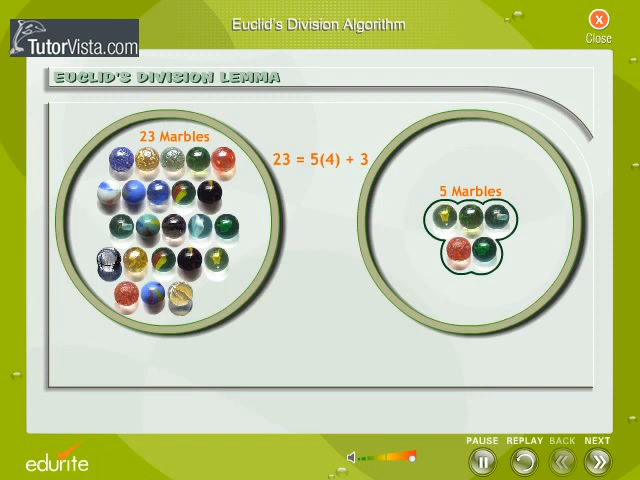 Euclid's Division Algorithm
X
Close
TutorVista.com
EUCLID'S DIVISION LEMMA
23 Marbles
23 = 5(4) + 3
5 Marbles
PAUSE REPLAY BACK NEXT
edurite